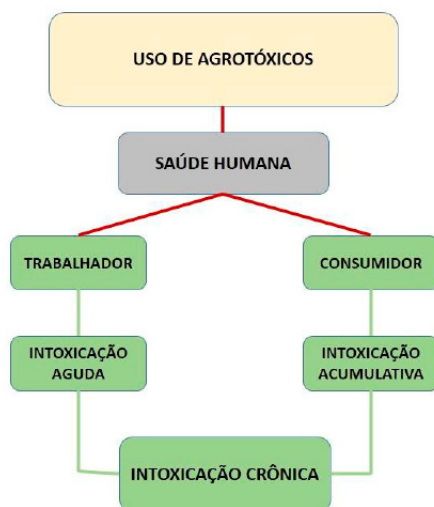 USO DE AGROTÓXICOS
SAÚDE HUMANA
TRABALHADOR
CONSUMIDOR
INTOXICAÇÃO
AGUDA
INTOXICAÇÃO
ACUMULATIVA
INTOXICAÇÃO CRÔNICA